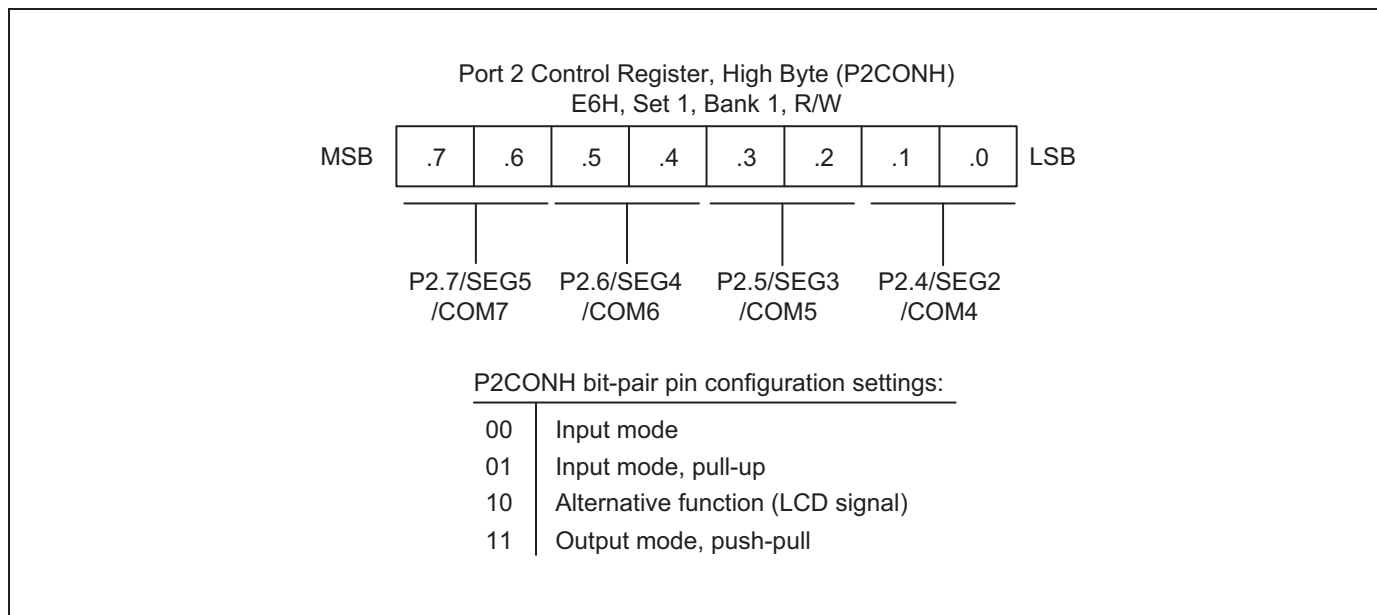 Port 2 Control Register, High Byte (P2CONH)
E6H, Set 1, Bank 1, R/W
MSB .7 .6 .5 .4 .3 .2 .1 .0 LSB
P2.7/SEG5 P2.6/SEG4 P2.5/SEG3 P2.4/SEG2
/COM7 /COM6 /COM5 /COM4
P2CONH bit-pair pin configuration settings:
00 Input mode
01 Input mode, pull-up
10 Alternative function (LCD signal)
11 Output mode, push-pull